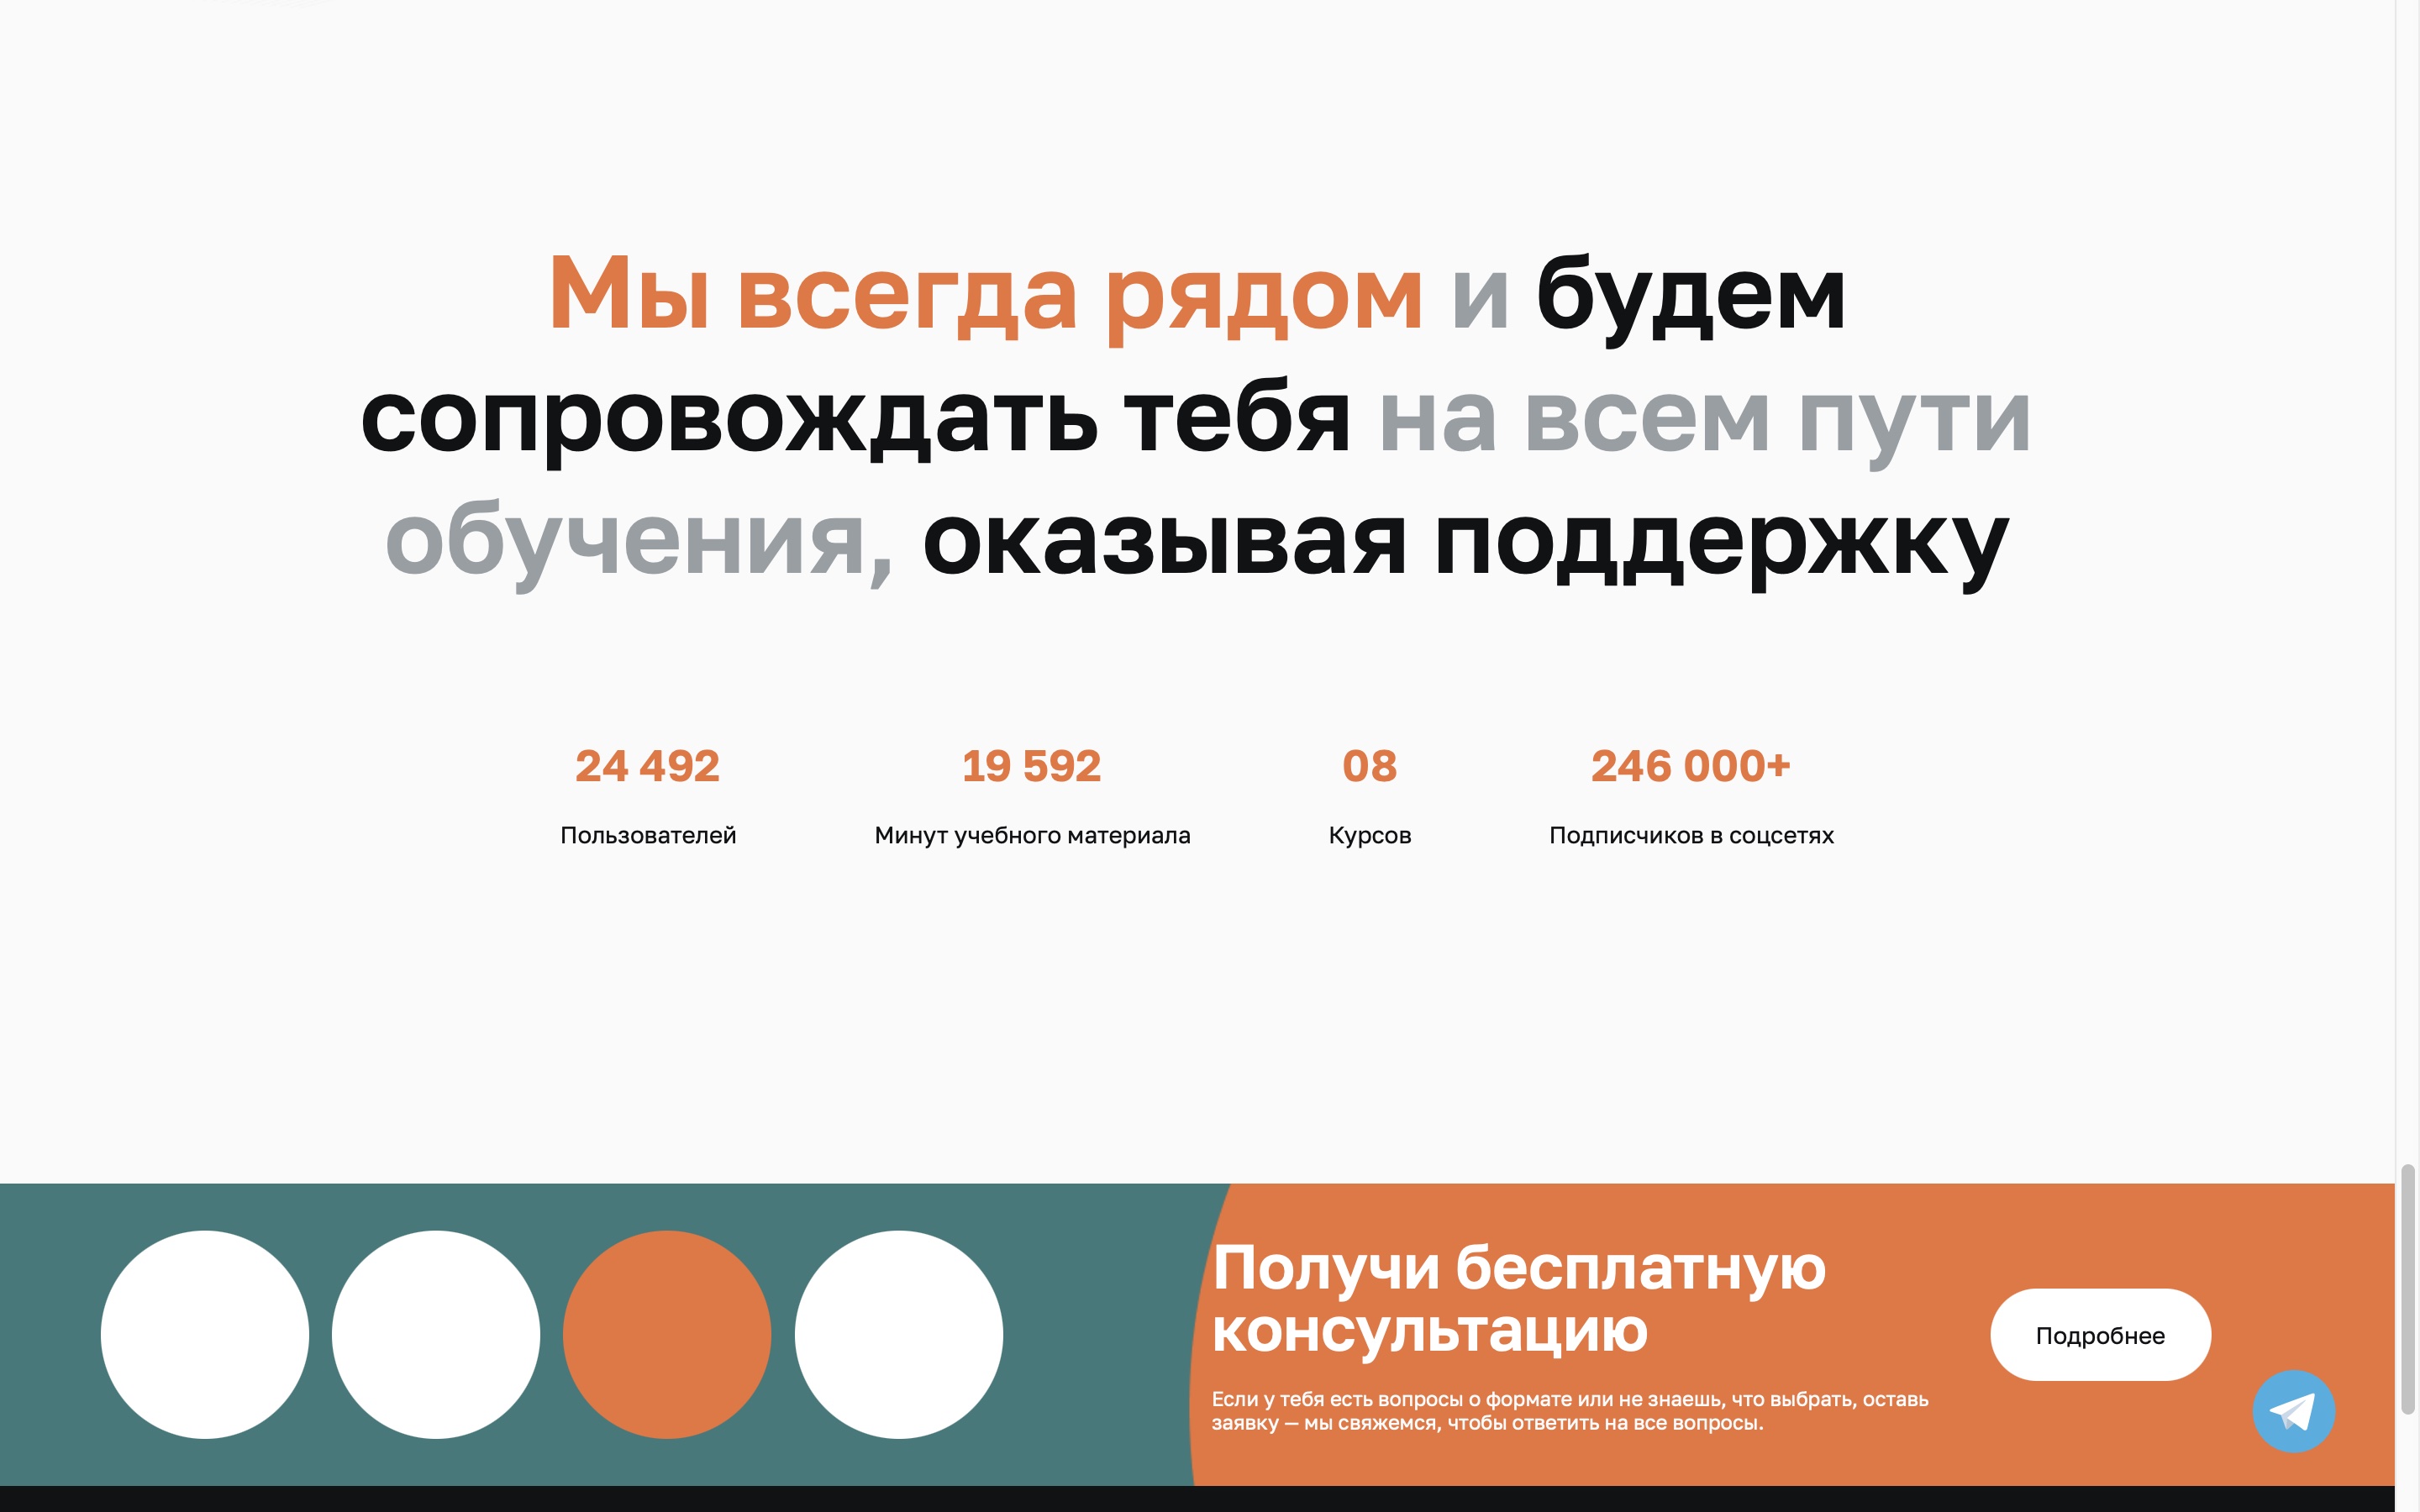 Мы всегда рядом и будем
сопровождать тебя на всем пути
обучения, оказывая поддержку
24 492
Пользователей
19 592
Минут учебного материала
08
Курсов
246 000+
Подписчиков в соцсетях
Получи бесплатную
консультацию
Если у тебя есть вопросы о формате или не знаешь, что выбрать, оставь
заявку — мы свяжемся, чтобы ответить на все вопросы.
Подробнее